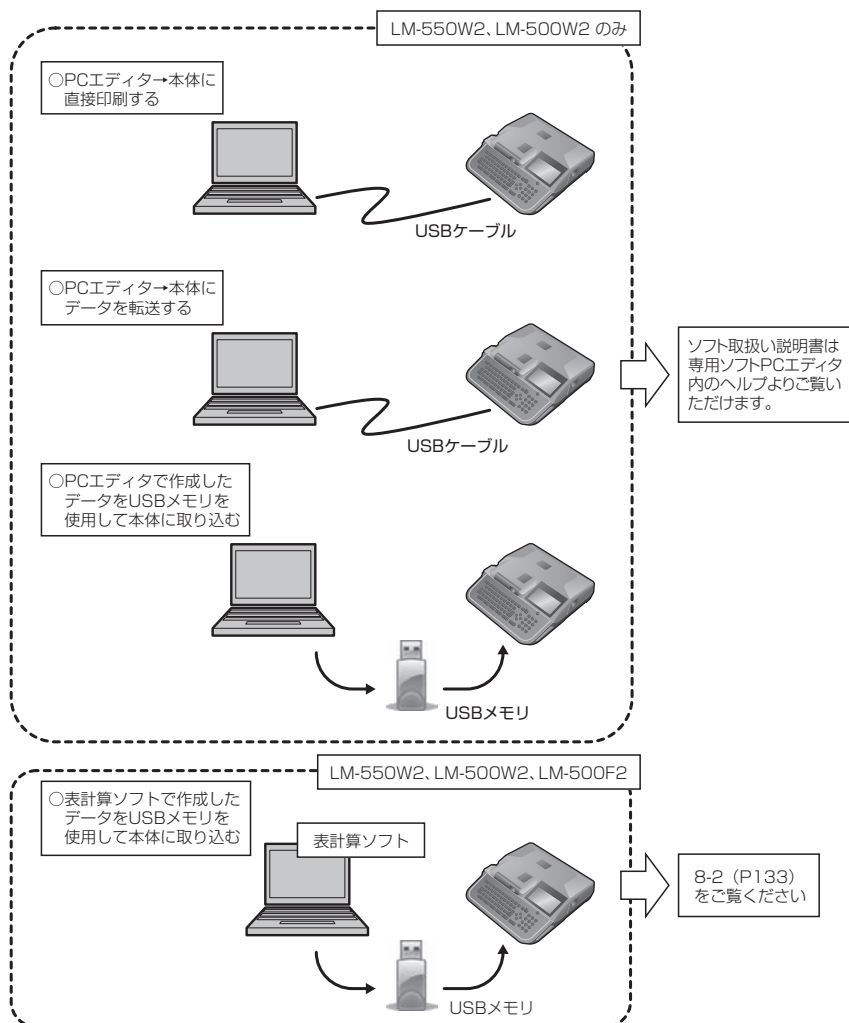 LM-550W2、LM-500W2 のみ
○PCエディタ→本体に
直接印刷する
USBケーブル
○PCエディタ→本体に
データを転送する
USBケーブル
ソフト取扱い説明書は
専用ソフトPCエディタ
内のヘルプよりご覧い
ただけます。
○PCエディタで作成した
データをUSBメモリを
使用して本体に取り込む
USBメモリ
LM-550W2、LM-500W2、LM-500F2
○表計算ソフトで作成した
データをUSBメモリを
使用して本体に取り込む
表計算ソフト
8-2（P133）
をご覧ください
USBメモリ